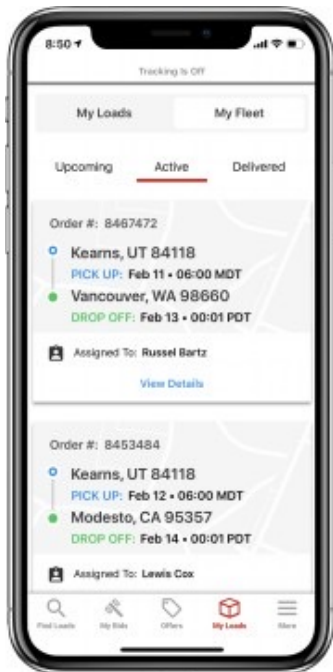 8:50
Tracking Is Off
My Loads My Fleet
Upcoming Active Delivered
Order #: 8467472
Kearns, UT 84118
PICK UP: Feb 11 • 06:00 MDT
Vancouver, WA 98660
DROP OFF: Feb 13 • 00:01 PDT
Assigned To: Russel Bartz
View Details
Order #: 8453484
Kearns, UT 84118
PICK UP: Feb 12 • 06:00 MDT
Modesto, CA 95357
DROP OFF: Feb 14 • 00:01 PDT
Assigned To: Lewis Cox
Find Loads My Bids Offers My Loads More